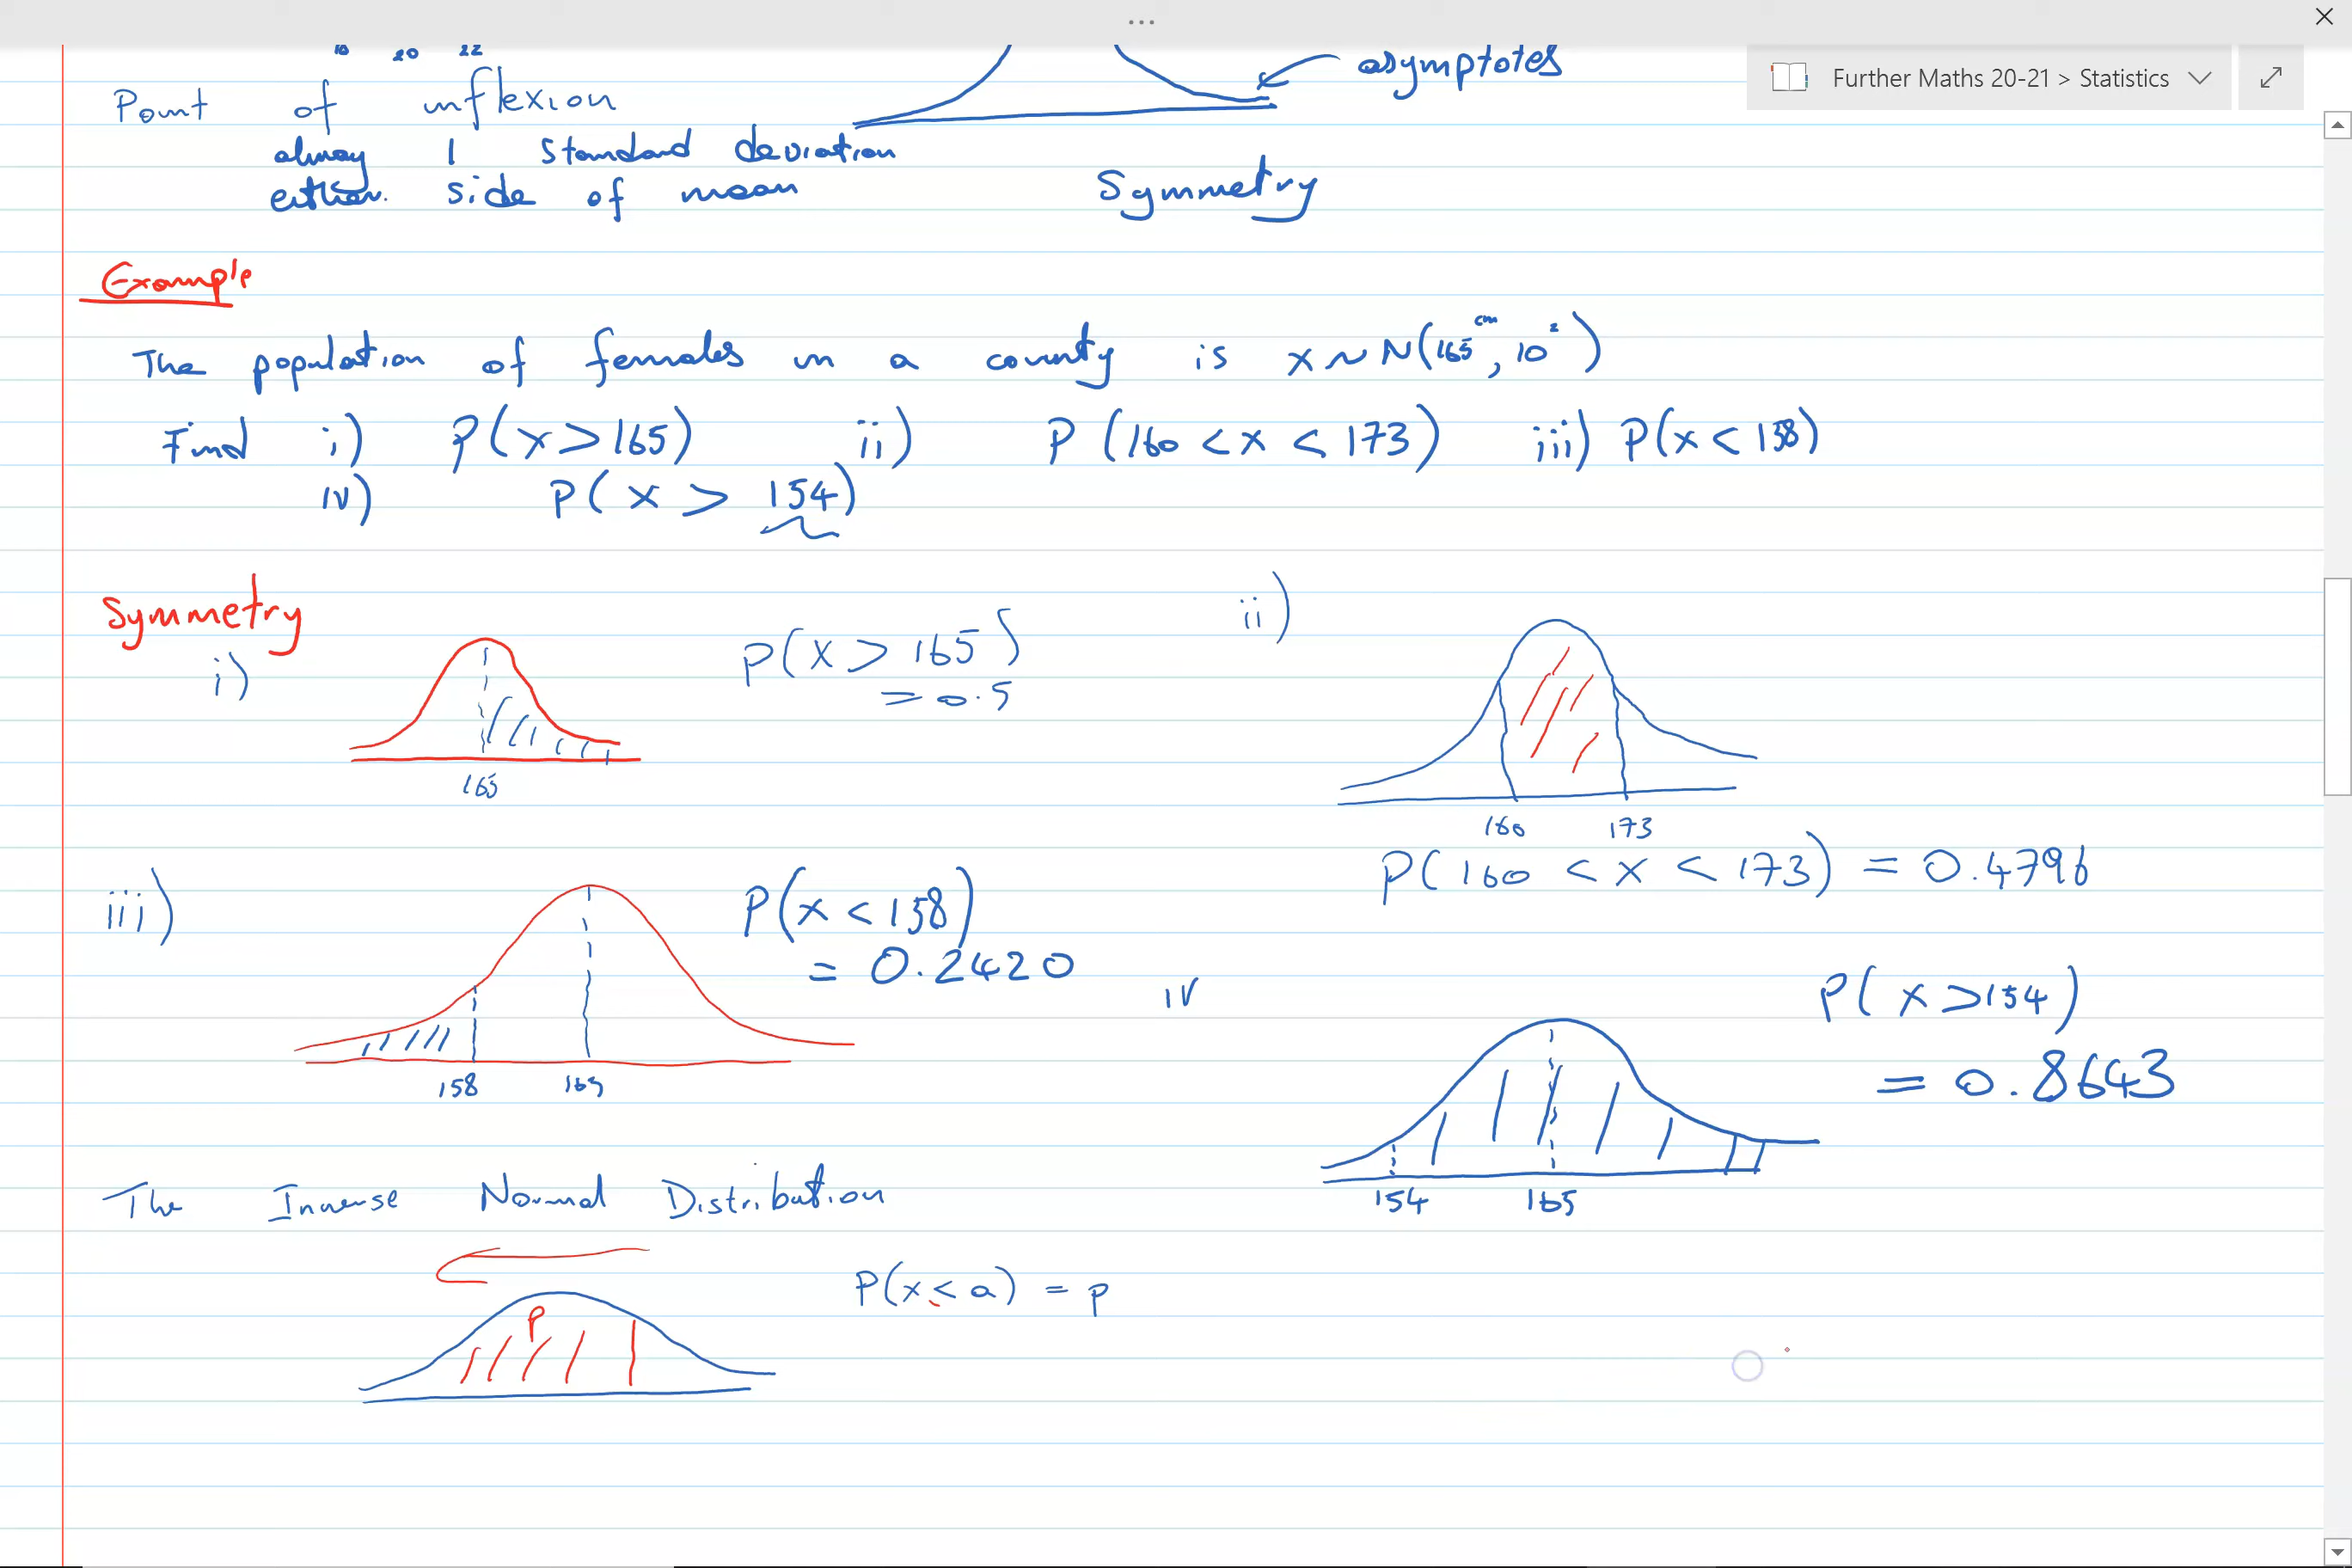 ...
Further Maths 20-21 > Statistics
18 20 22
asymptotes
Point of inflexion
alway 1 standard deviation
either side of mean
Symmetry
Example
The population of females in a county is x ~ N(165cm, 10²)
Find i) P(x > 165) ii) P(160 < x < 173) iii) P(x < 158)
iv) P(x > 154)
Symmetry
i)
P(x > 165)
= 0.5
165
ii)
160 173
P(160 < x < 173) = 0.4796
iii)
P(x < 158)
= 0.2420
158 165
iv
P(x > 154)
= 0.8643
154 165
The Inverse Normal Distribution
P(x < a) = p
p